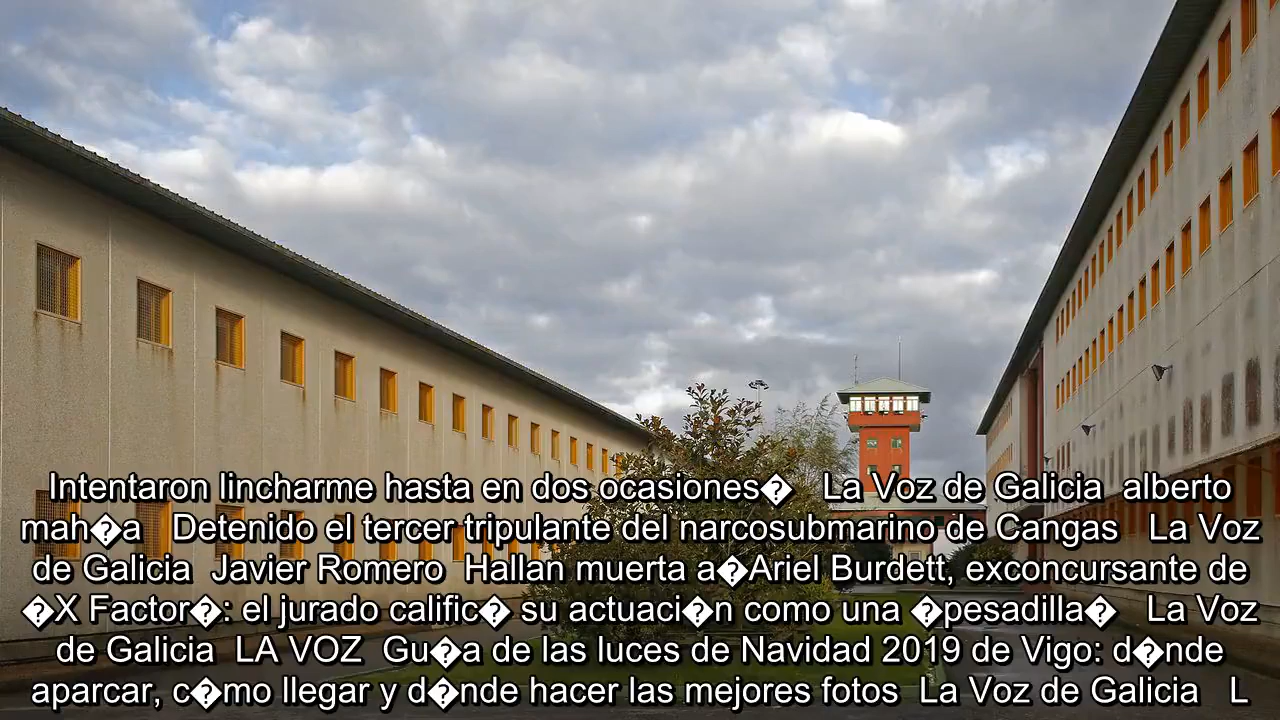 Intentaron lincharme hasta en dos ocasiones� La Voz de Galicia alberto
mah�a Detenido el tercer tripulante del narcosubmarino de Cangas La Voz
de Galicia Javier Romero Hallan muerta a�Ariel Burdett, exconcursante de
�X Factor�: el jurado calific� su actuaci�n como una �pesadilla� La Voz
de Galicia LA VOZ Gu�a de las luces de Navidad 2019 de Vigo: d�nde
aparcar, c�mo llegar y d�nde hacer las mejores fotos La Voz de Galicia L